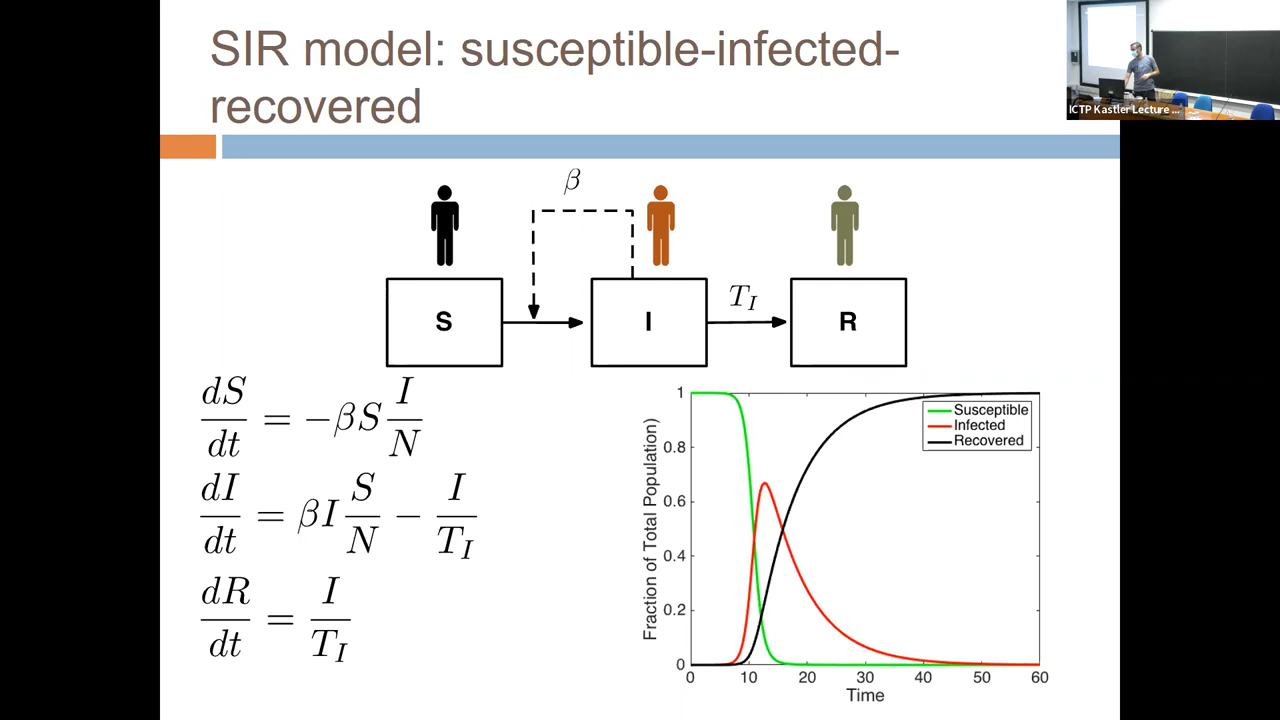 SIR model: susceptible-infected-
recovered
ICTP Kastler Lecture ...
β
S
I
T_I
R
dS/dt = −βS I/N
dI/dt = βI S/N − I/T_I
dR/dt = I/T_I
Fraction of Total Population)
1
0.8
0.6
0.4
0.2
0
Susceptible
Infected
Recovered
0 10 20 30 40 50 60
Time